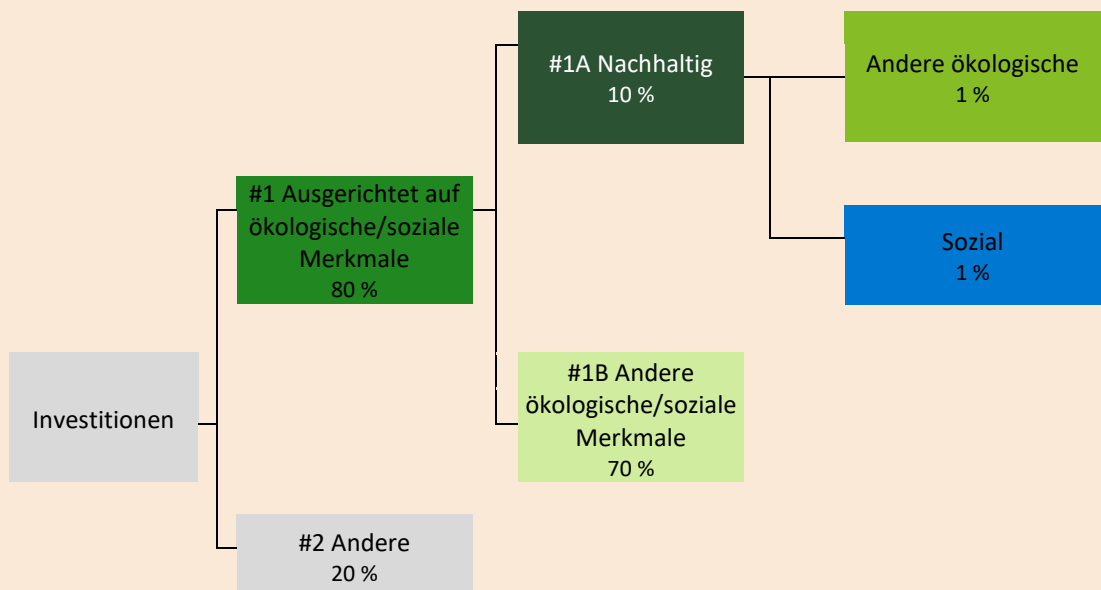 #1A Nachhaltig
10 %
Andere ökologische
1 %
#1 Ausgerichtet auf
ökologische/soziale
Merkmale
80 %
Sozial
1 %
Investitionen
#1B Andere
ökologische/soziale
Merkmale
70 %
#2 Andere
20 %